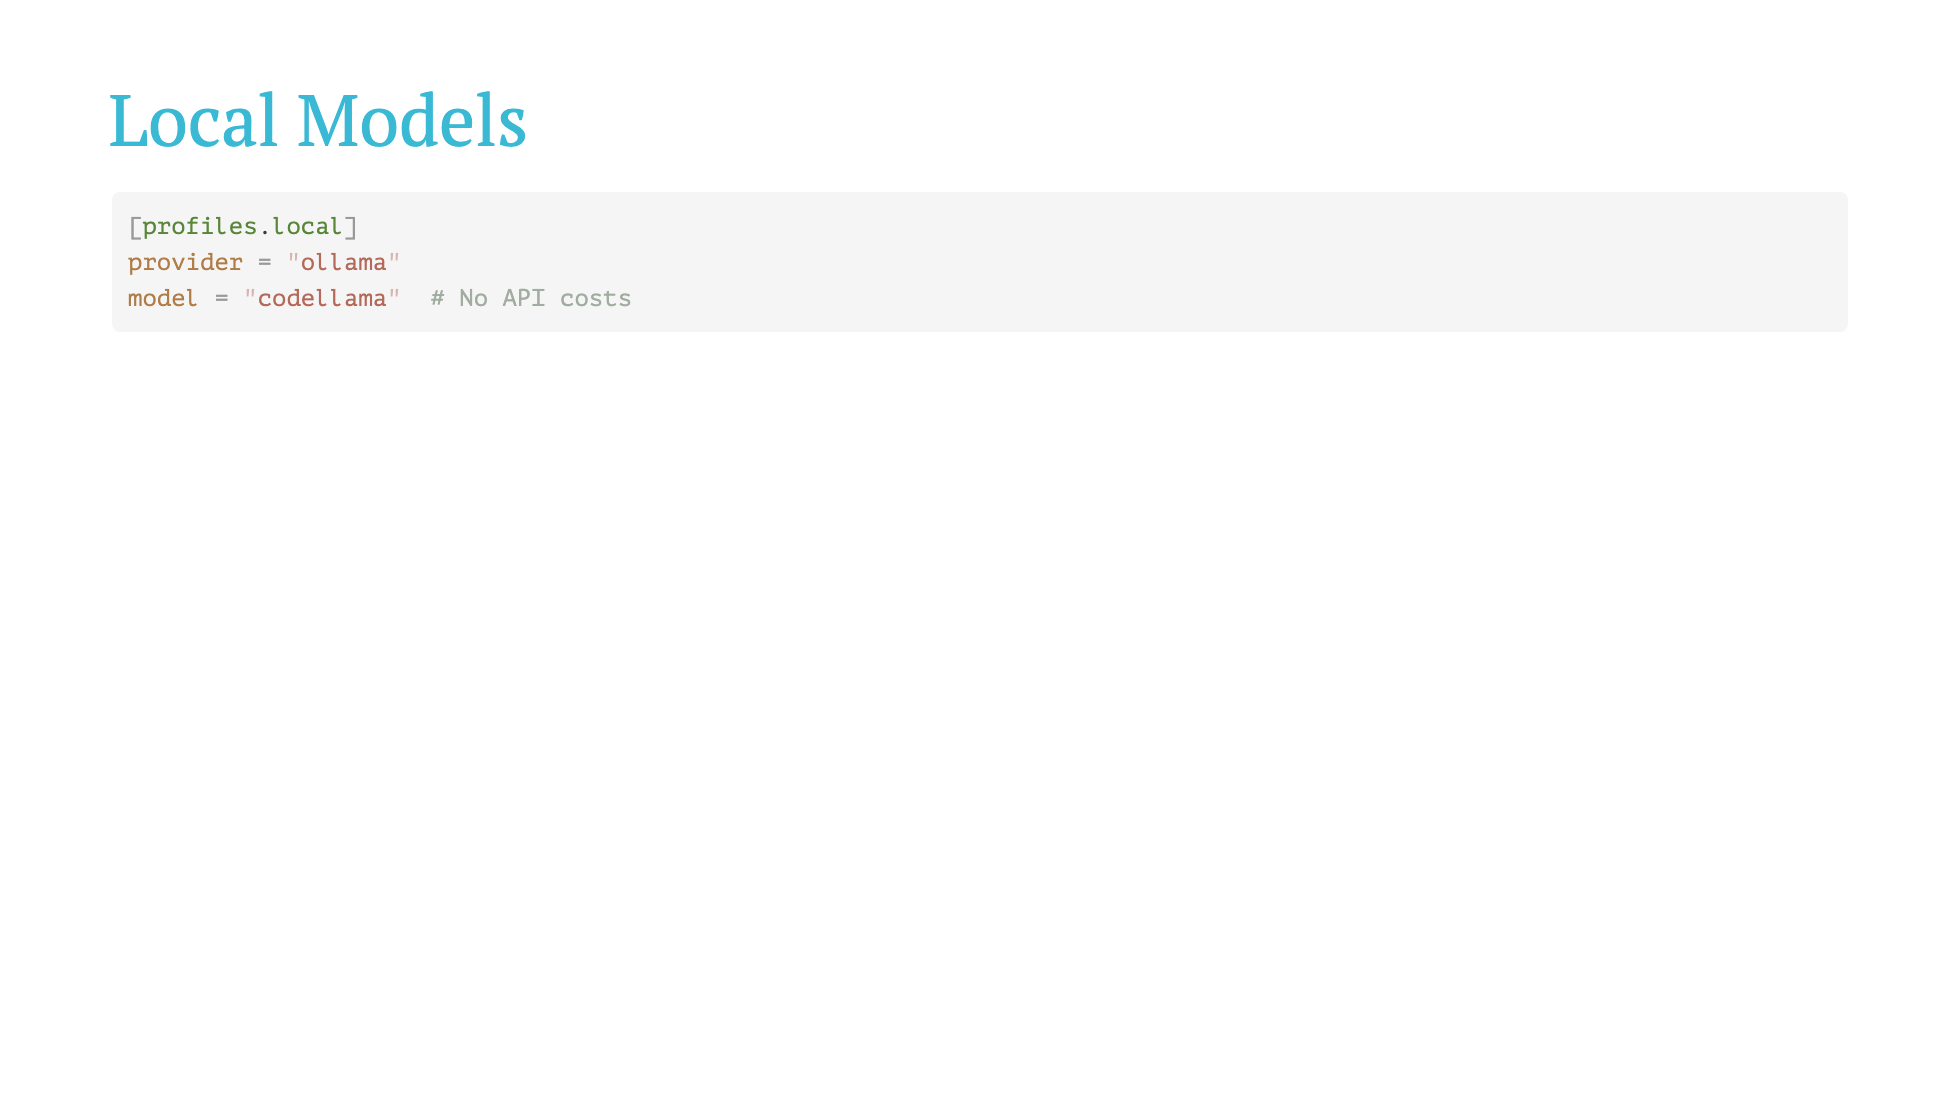 Local Models
[profiles.local]
provider = "ollama"
model = "codellama"  # No API costs